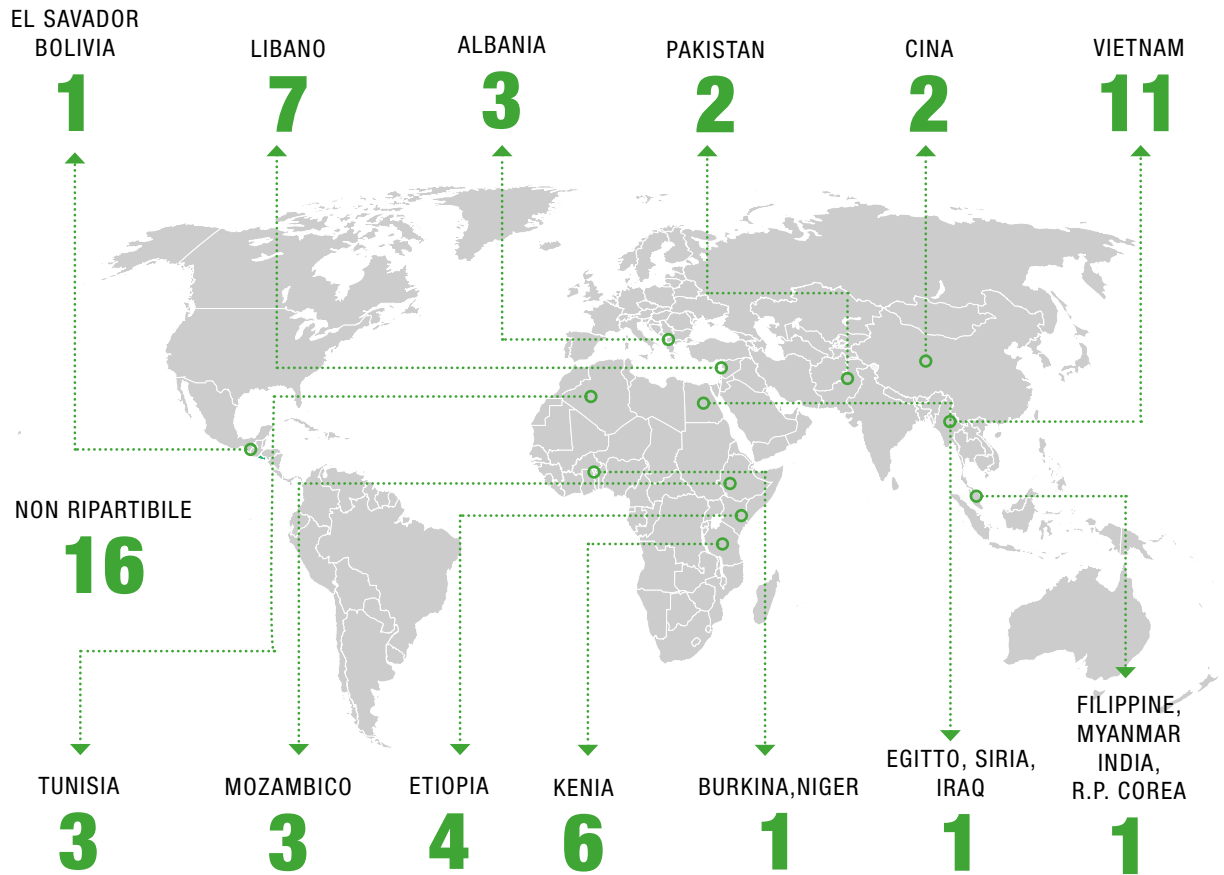 EL SAVADOR
BOLIVIA
1
LIBANO
7
ALBANIA
3
PAKISTAN
2
CINA
2
VIETNAM
11
NON RIPARTIBILE
16
TUNISIA
3
MOZAMBICO
3
ETIOPIA
4
KENIA
6
BURKINA,NIGER
1
EGITTO, SIRIA,
IRAQ
1
FILIPPINE,
MYANMAR
INDIA,
R.P. COREA
1